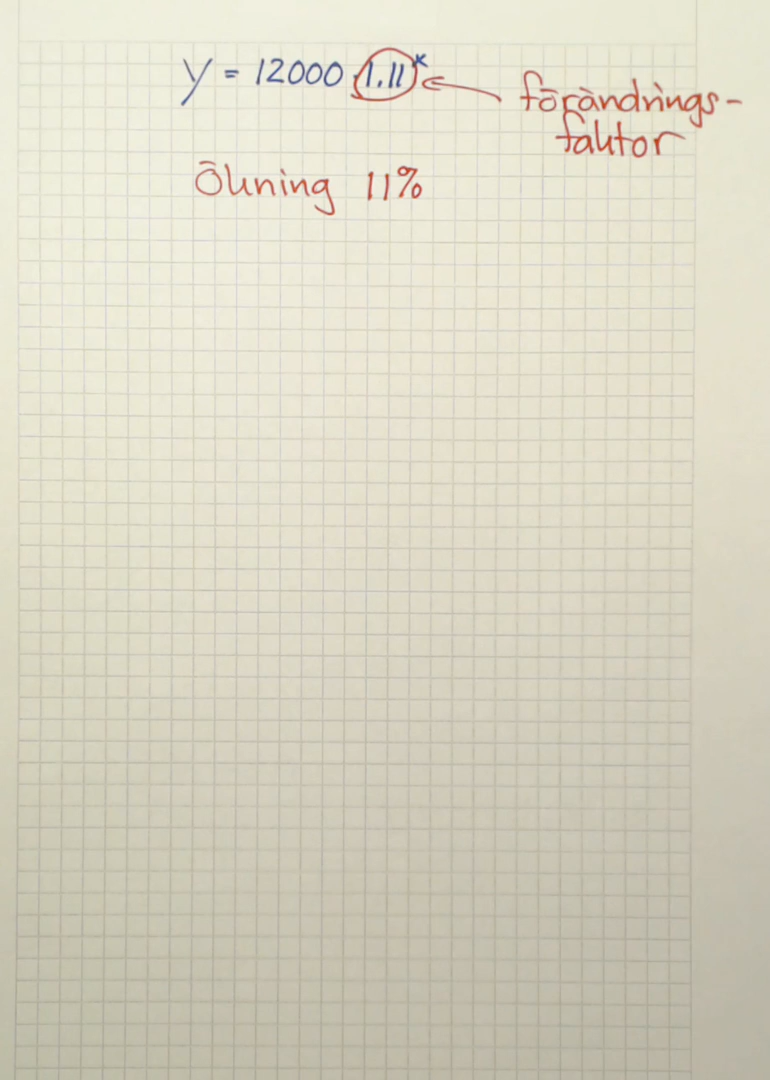 y = 12000 · 1.11^x
förändrings-
faktor
Ökning 11%